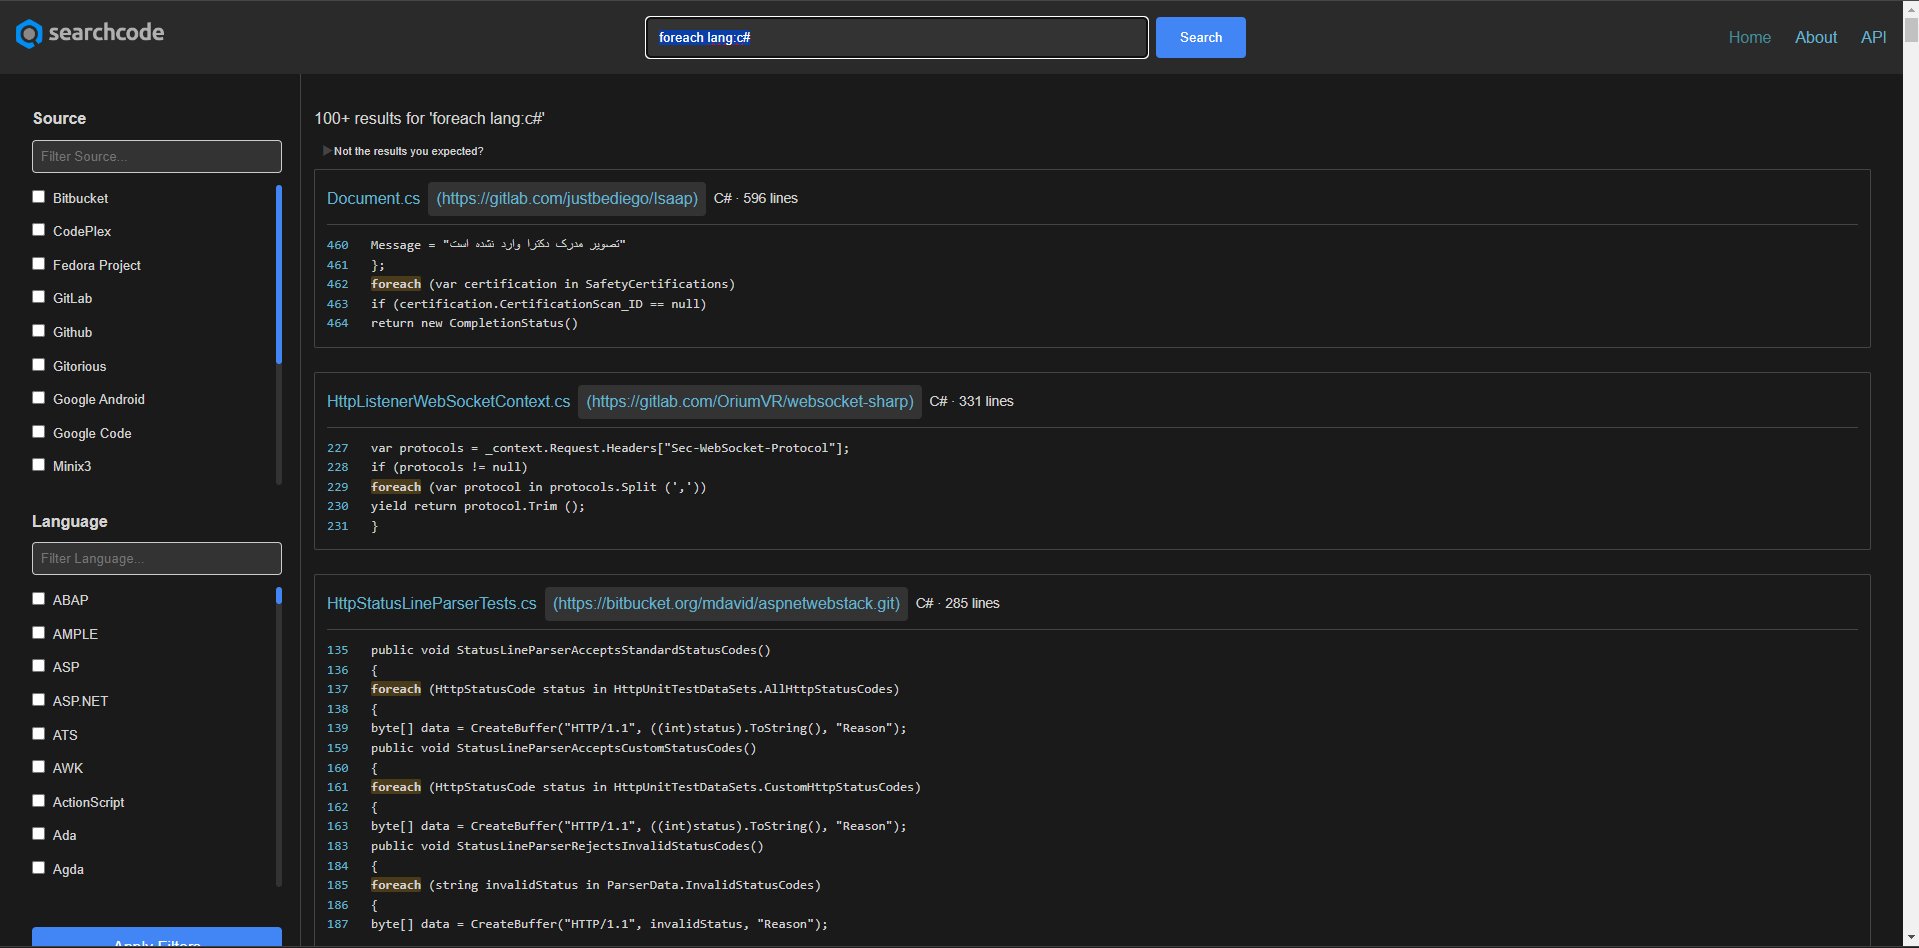 searchcode
foreach lang:c#
Search
Home About API
Source
Filter Source...
Bitbucket
CodePlex
Fedora Project
GitLab
Github
Gitorious
Google Android
Google Code
Minix3
Language
Filter Language...
ABAP
AMPLE
ASP
ASP.NET
ATS
AWK
ActionScript
Ada
Agda
Apply Filters
100+ results for 'foreach lang:c#'
Not the results you expected?
Document.cs (https://gitlab.com/justbediego/Isaap) C# · 596 lines
460 Message = "تصویر مدرک دکترا وارد نشده است"
461 };
462 foreach (var certification in SafetyCertifications)
463 if (certification.CertificationScan_ID == null)
464 return new CompletionStatus()
HttpListenerWebSocketContext.cs (https://gitlab.com/OriumVR/websocket-sharp) C# · 331 lines
227 var protocols = _context.Request.Headers["Sec-WebSocket-Protocol"];
228 if (protocols != null)
229 foreach (var protocol in protocols.Split (','))
230 yield return protocol.Trim ();
231 }
HttpStatusLineParserTests.cs (https://bitbucket.org/mdavid/aspnetwebstack.git) C# · 285 lines
135 public void StatusLineParserAcceptsStandardStatusCodes()
136 {
137 foreach (HttpStatusCode status in HttpUnitTestDataSets.AllHttpStatusCodes)
138 {
139 byte[] data = CreateBuffer("HTTP/1.1", ((int)status).ToString(), "Reason");
159 public void StatusLineParserAcceptsCustomStatusCodes()
160 {
161 foreach (HttpStatusCode status in HttpUnitTestDataSets.CustomHttpStatusCodes)
162 {
163 byte[] data = CreateBuffer("HTTP/1.1", ((int)status).ToString(), "Reason");
183 public void StatusLineParserRejectsInvalidStatusCodes()
184 {
185 foreach (string invalidStatus in ParserData.InvalidStatusCodes)
186 {
187 byte[] data = CreateBuffer("HTTP/1.1", invalidStatus, "Reason");